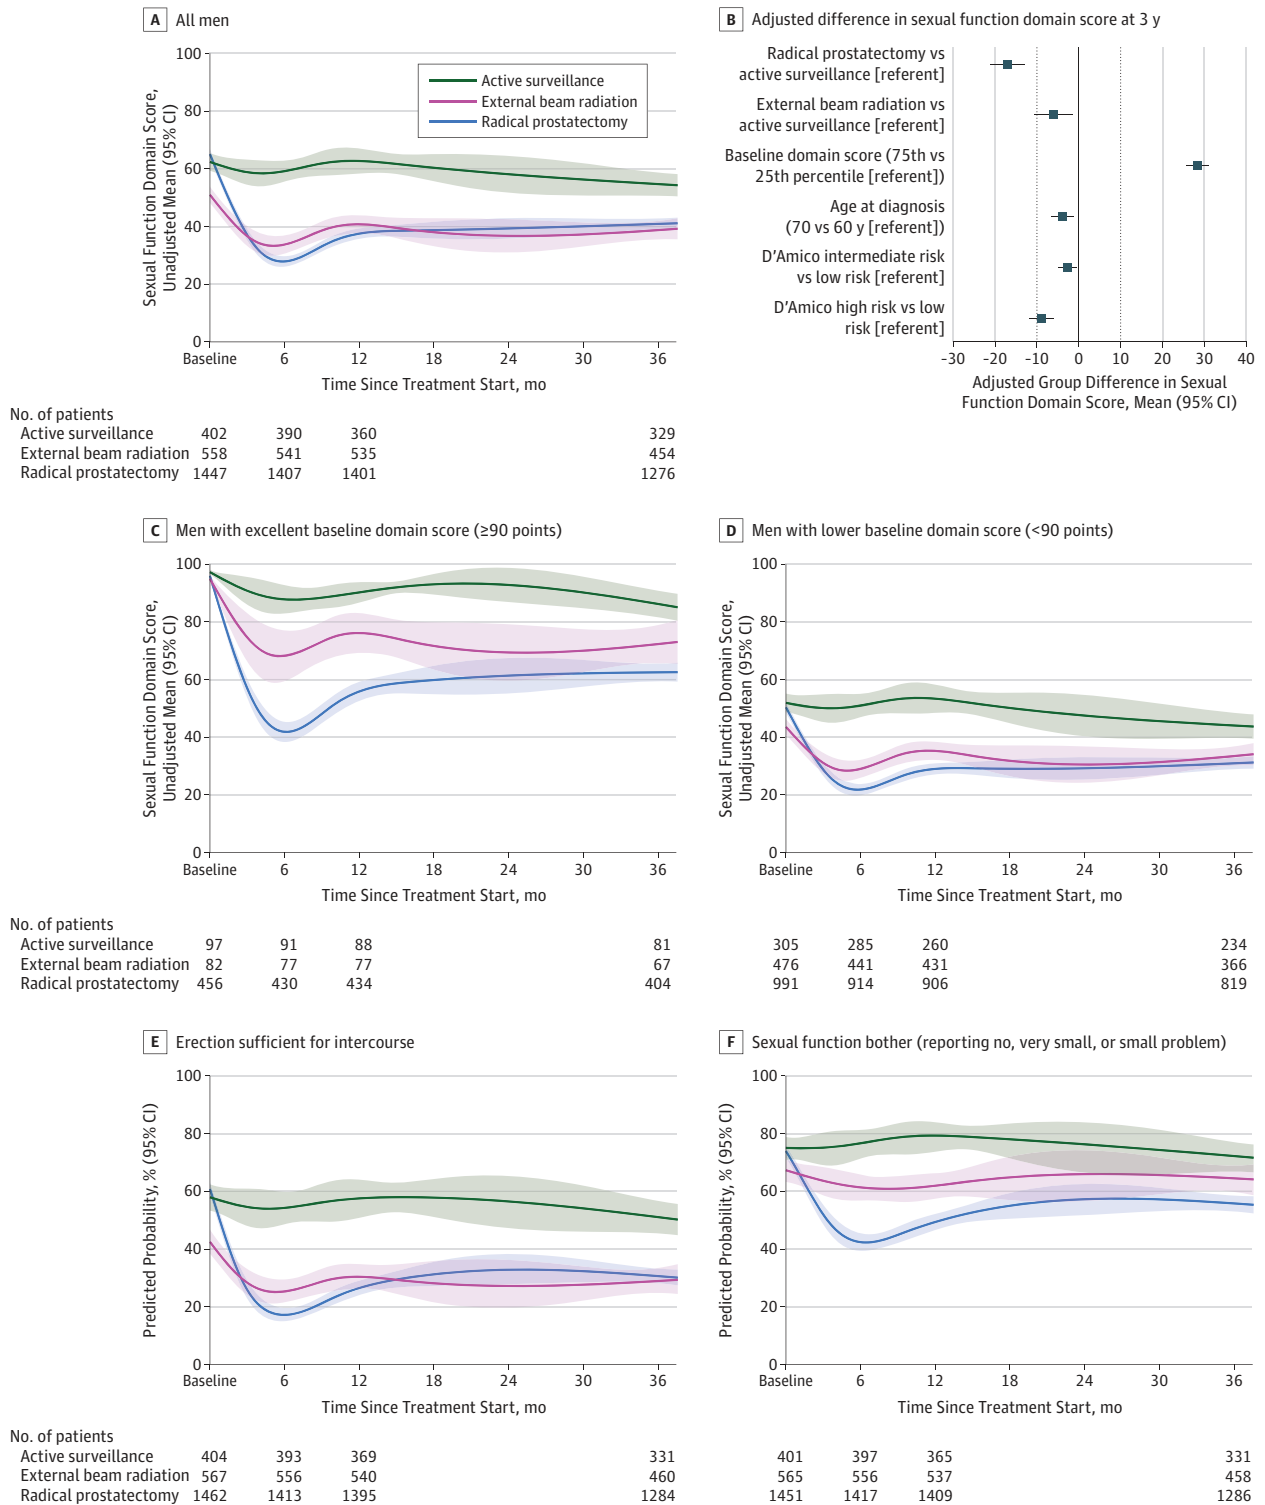 A All men
100
80
60
40
20
0
Sexual Function Domain Score,
Unadjusted Mean (95% CI)
Active surveillance
External beam radiation
Radical prostatectomy
Baseline 6 12 18 24 30 36
Time Since Treatment Start, mo
No. of patients
Active surveillance 402 390 360 329
External beam radiation 558 541 535 454
Radical prostatectomy 1447 1407 1401 1276
B Adjusted difference in sexual function domain score at 3 y
Radical prostatectomy vs
active surveillance [referent]
External beam radiation vs
active surveillance [referent]
Baseline domain score (75th vs
25th percentile [referent])
Age at diagnosis
(70 vs 60 y [referent])
D'Amico intermediate risk
vs low risk [referent]
D'Amico high risk vs low
risk [referent]
-30 -20 -10 0 10 20 30 40
Adjusted Group Difference in Sexual
Function Domain Score, Mean (95% CI)
C Men with excellent baseline domain score (≥90 points)
100
80
60
40
20
0
Sexual Function Domain Score,
Unadjusted Mean (95% CI)
Baseline 6 12 18 24 30 36
Time Since Treatment Start, mo
No. of patients
Active surveillance 97 91 88 81
External beam radiation 82 77 77 67
Radical prostatectomy 456 430 434 404
D Men with lower baseline domain score (<90 points)
100
80
60
40
20
0
Sexual Function Domain Score,
Unadjusted Mean (95% CI)
Baseline 6 12 18 24 30 36
Time Since Treatment Start, mo
305 285 260 234
476 441 431 366
991 914 906 819
E Erection sufficient for intercourse
100
80
60
40
20
0
Predicted Probability, % (95% CI)
Baseline 6 12 18 24 30 36
Time Since Treatment Start, mo
No. of patients
Active surveillance 404 393 369 331
External beam radiation 567 556 540 460
Radical prostatectomy 1462 1413 1395 1284
F Sexual function bother (reporting no, very small, or small problem)
100
80
60
40
20
0
Predicted Probability, % (95% CI)
Baseline 6 12 18 24 30 36
Time Since Treatment Start, mo
401 397 365 331
565 556 537 458
1451 1417 1409 1286